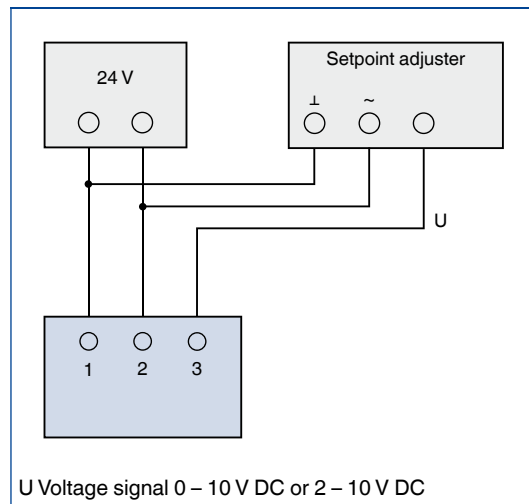 24 V
Setpoint adjuster
⊥ ~
U
1 2 3
U Voltage signal 0 – 10 V DC or 2 – 10 V DC